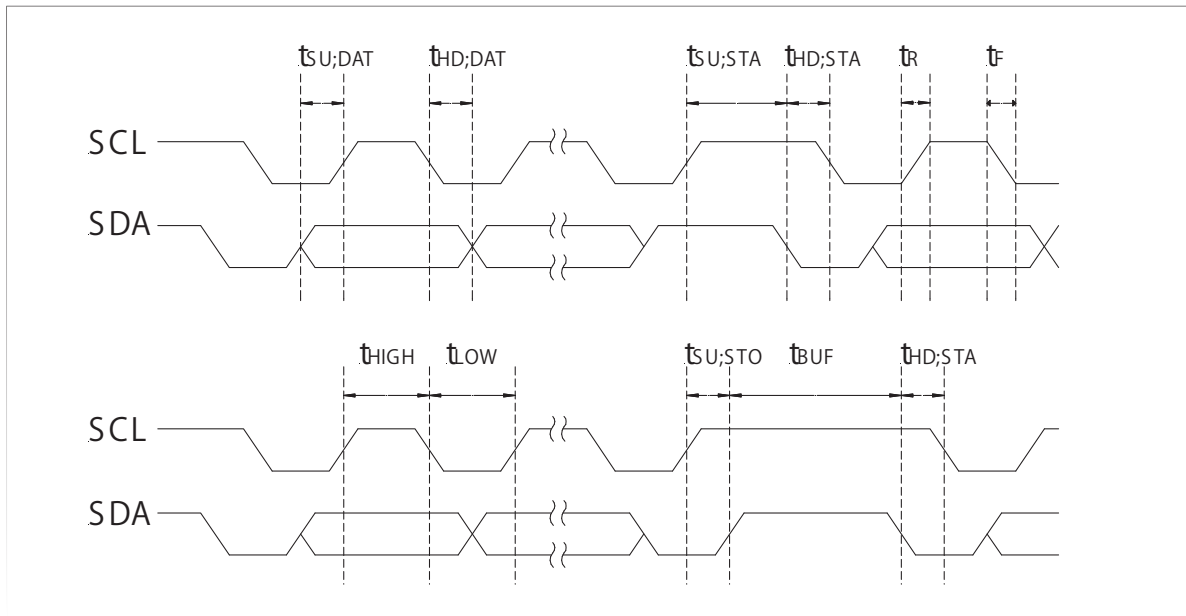 tSU;DAT tHD;DAT tSU;STA tHD;STA tR tF
SCL
SDA
tHIGH tLOW tSU;STO tBUF tHD;STA
SCL
SDA